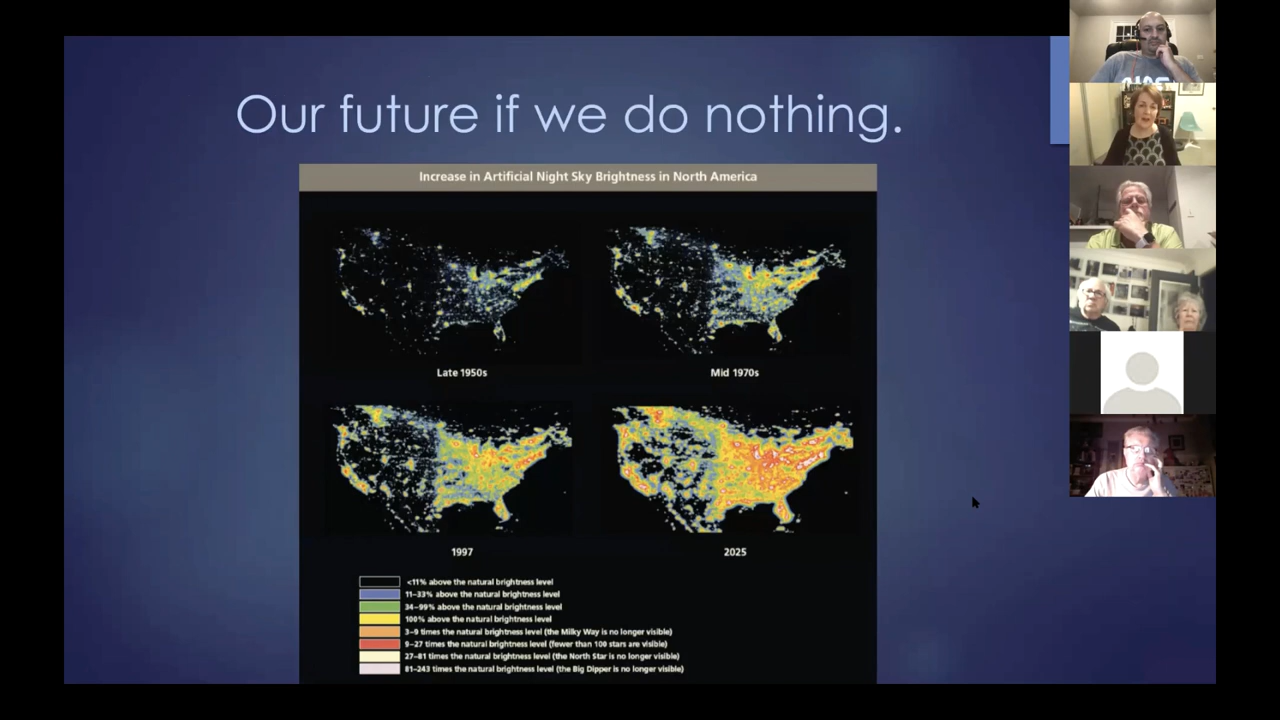 Our future if we do nothing.
Increase in Artificial Night Sky Brightness in North America
Late 1950s
Mid 1970s
1997
2025
<11% above the natural brightness level
11–33% above the natural brightness level
34–99% above the natural brightness level
100% above the natural brightness level
3–9 times the natural brightness level (the Milky Way is no longer visible)
9–27 times the natural brightness level (fewer than 100 stars are visible)
27–81 times the natural brightness level (the North Star is no longer visible)
81–243 times the natural brightness level (the Big Dipper is no longer visible)